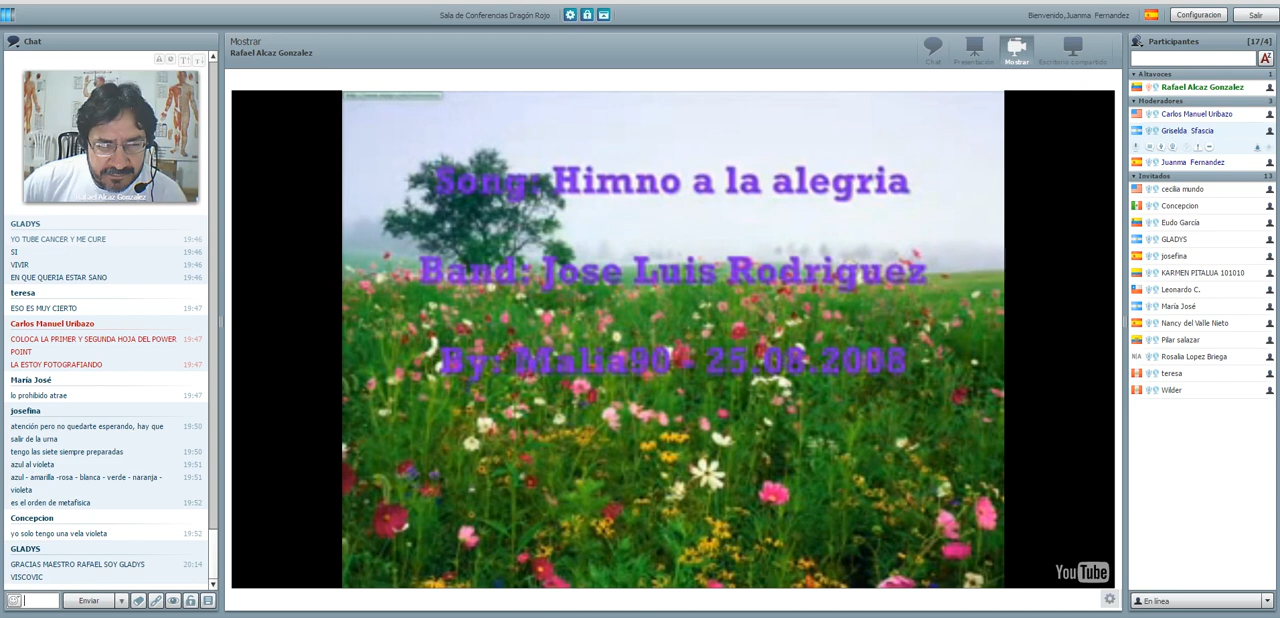 Sala de Conferencias Dragón Rojo
Bienvenido,Juanma Fernandez
Configuracion
Salir
Chat
Rafael Alcaz Gonzalez
GLADYS
YO TUBE CANCER Y ME CURE 19:46
SI 19:46
VIVIR 19:46
EN QUE QUERIA ESTAR SANO 19:46
teresa
ESO ES MUY CIERTO 19:47
Carlos Manuel Uribazo
COLOCA LA PRIMER Y SEGUNDA HOJA DEL POWER 19:47
POINT
LA ESTOY FOTOGRAFIANDO 19:47
María José
lo prohibido atrae 19:47
josefina
atención pero no quedarte esperando, hay que 19:50
salir de la urna
tengo las siete siempre preparadas 19:50
azul al violeta 19:51
azul - amarilla -rosa - blanca - verde - naranja - 19:51
violeta
es el orden de metafisica 19:52
Concepcion
yo solo tengo una vela violeta 19:52
GLADYS
GRACIAS MAESTRO RAFAEL SOY GLADYS 20:14
VISCOVIC
Enviar
Mostrar
Rafael Alcaz Gonzalez
Chat
Presentación
Mostrar
Escritorio compartido
Song: Himno a la alegria
Band: Jose Luis Rodriguez
By: Malia90 - 25.08.2008
YouTube
Participantes [17/4]
Altavoces 1
Rafael Alcaz Gonzalez
Moderadores 3
Carlos Manuel Uribazo
Griselda Sfascia
Juanma Fernandez
Invitados 13
cecilia mundo
Concepcion
Eudo García
GLADYS
josefina
KARMEN PITALUA 101010
Leonardo C.
María José
Nancy del Valle Nieto
Pilar salazar
N/A Rosalia Lopez Briega
teresa
Wilder
En línea